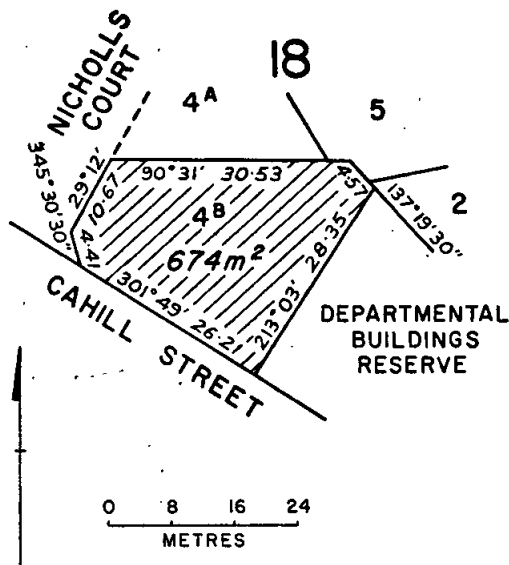 NICHOLLS
COURT
4A
18
5
345° 30' 30"
29° 12'
10·67
90° 31' 30·53
4·57
137° 19' 30"
2
4B
674m²
4·41
301° 49' 26·21
213° 03' 28·35
CAHILL STREET
DEPARTMENTAL
BUILDINGS
RESERVE
0 8 16 24
METRES